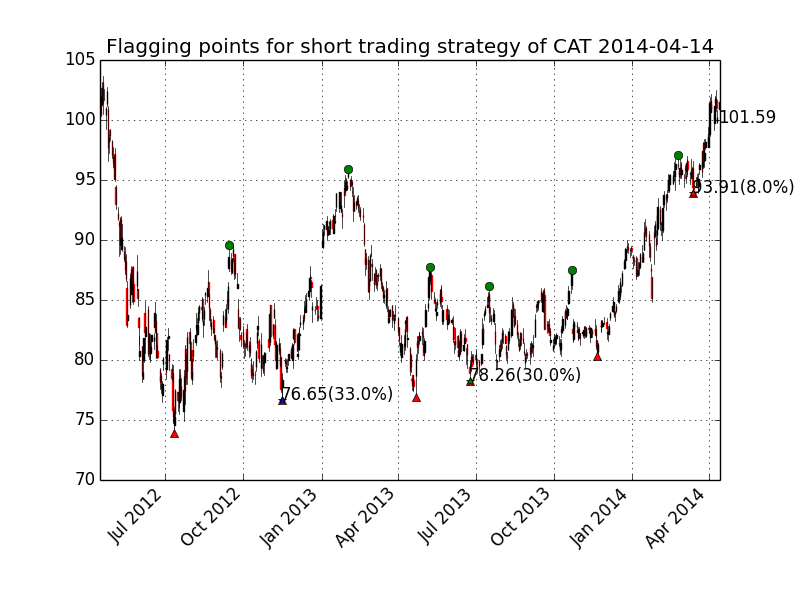 Flagging points for short trading strategy of CAT 2014-04-14
105
100
95
90
85
80
75
70
101.59
93.91(8.0%)
78.26(30.0%)
76.65(33.0%)
Jul 2012
Oct 2012
Jan 2013
Apr 2013
Jul 2013
Oct 2013
Jan 2014
Apr 2014